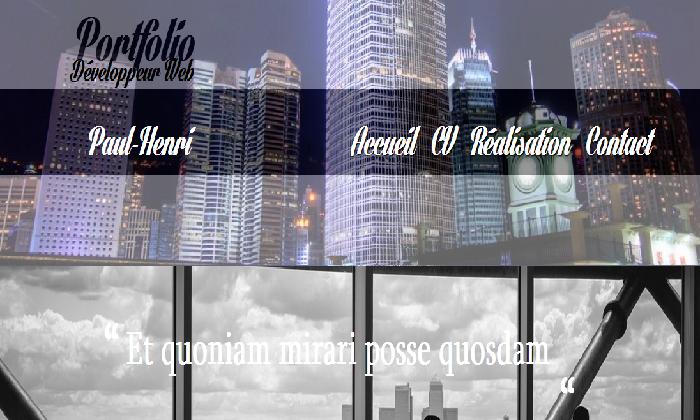 Portfolio
Développeur Web
Paul-Henri
Accueil CV Réalisation Contact
“ Et quoniam mirari posse quosdam
“